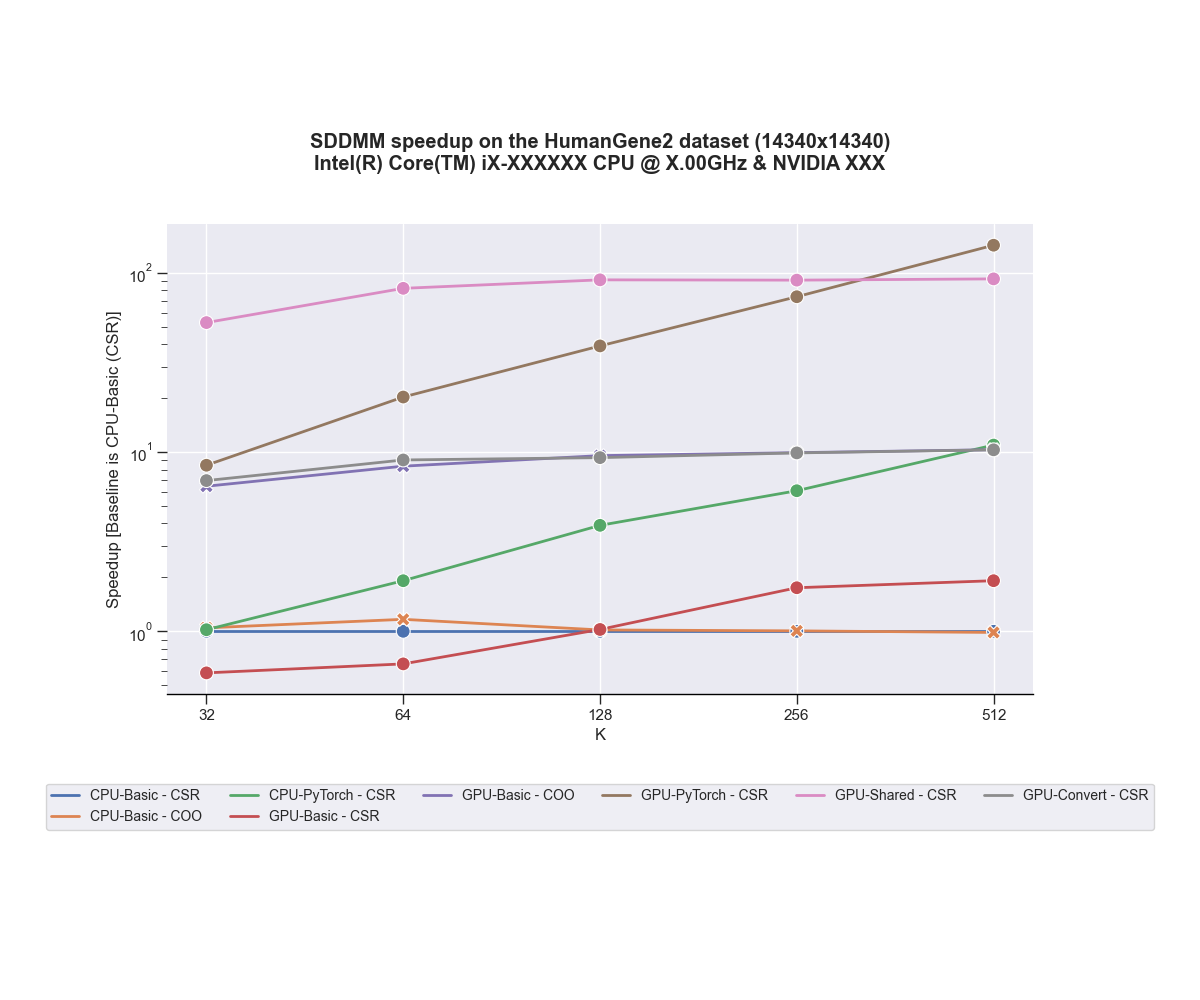 SDDMM speedup on the HumanGene2 dataset (14340x14340)
Intel(R) Core(TM) iX-XXXXXX CPU @ X.00GHz & NVIDIA XXX
Speedup [Baseline is CPU-Basic (CSR)]
10²
10¹
10⁰
32 64 128 256 512
K
CPU-Basic - CSR CPU-PyTorch - CSR GPU-Basic - COO GPU-PyTorch - CSR GPU-Shared - CSR GPU-Convert - CSR
CPU-Basic - COO GPU-Basic - CSR